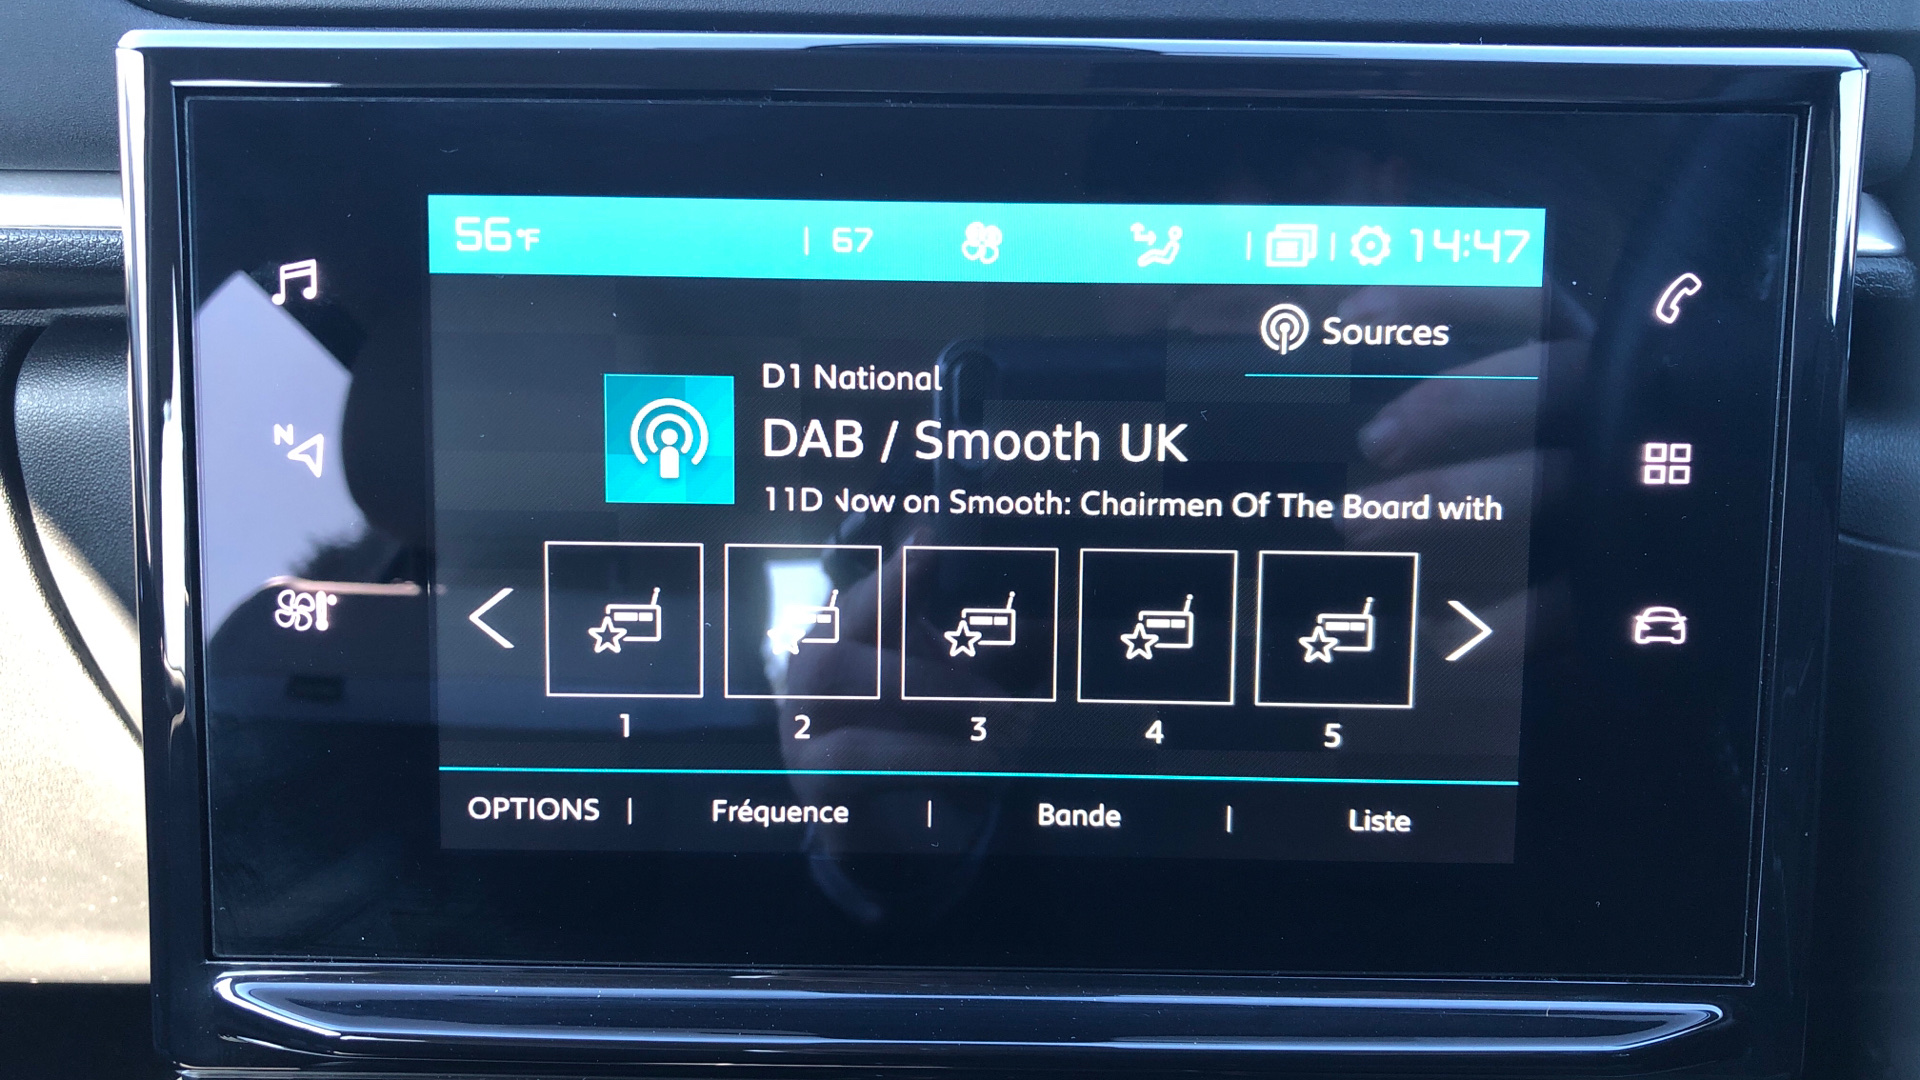 56°F | 67 | | 14:47
Sources
D1 National
DAB / Smooth UK
11D Now on Smooth: Chairmen Of The Board with
N
1 2 3 4 5
OPTIONS | Fréquence | Bande | Liste